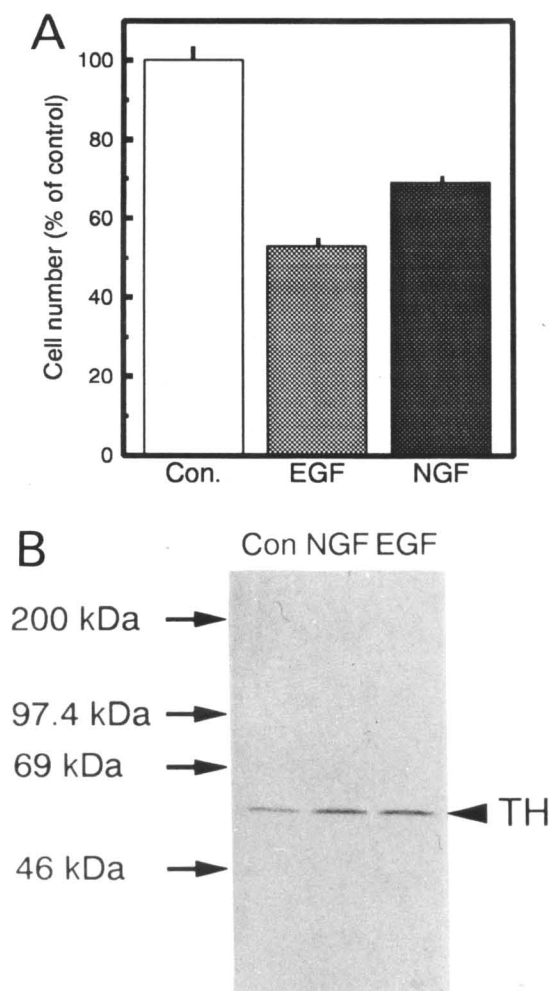 A
Cell number (% of control)
100
80
60
40
20
0
Con. EGF NGF
B
Con NGF EGF
200 kDa
97.4 kDa
69 kDa
46 kDa
TH